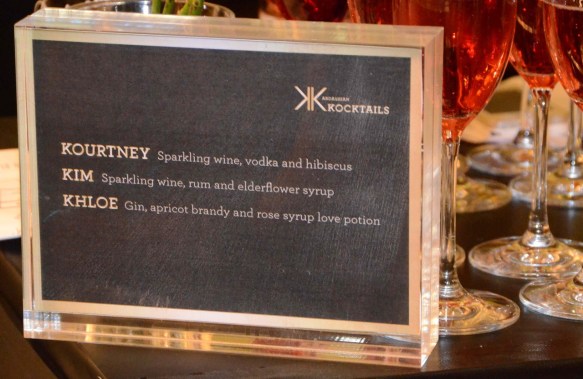 KARDASHIAN
KOCKTAILS
KOURTNEY Sparkling wine, vodka and hibiscus
KIM Sparkling wine, rum and elderflower syrup
KHLOE Gin, apricot brandy and rose syrup love potion